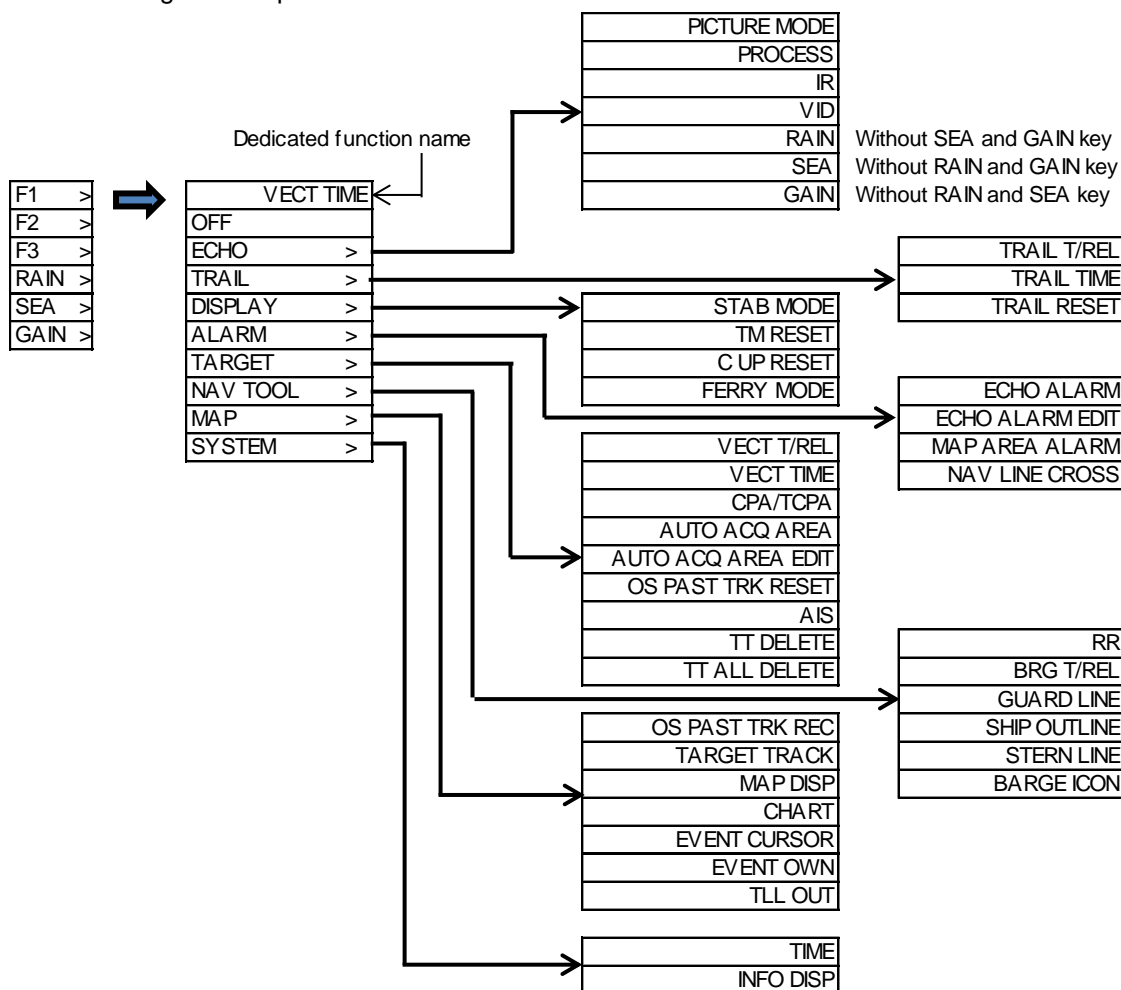 PICTURE MODE
PROCESS
IR
VID
RAIN Without SEA and GAIN key
SEA Without RAIN and GAIN key
GAIN Without RAIN and SEA key
Dedicated function name
F1 >
F2 >
F3 >
RAIN >
SEA >
GAIN >
VECT TIME
OFF
ECHO >
TRAIL >
DISPLAY >
ALARM >
TARGET >
NAV TOOL >
MAP >
SYSTEM >
TRAIL T/REL
TRAIL TIME
TRAIL RESET
STAB MODE
TM RESET
C UP RESET
FERRY MODE
ECHO ALARM
ECHO ALARM EDIT
MAP AREA ALARM
NAV LINE CROSS
VECT T/REL
VECT TIME
CPA/TCPA
AUTO ACQ AREA
AUTO ACQ AREA EDIT
OS PAST TRK RESET
AIS
TT DELETE
TT ALL DELETE
RR
BRG T/REL
GUARD LINE
SHIP OUTLINE
STERN LINE
BARGE ICON
OS PAST TRK REC
TARGET TRACK
MAP DISP
CHART
EVENT CURSOR
EVENT OWN
TLL OUT
TIME
INFO DISP